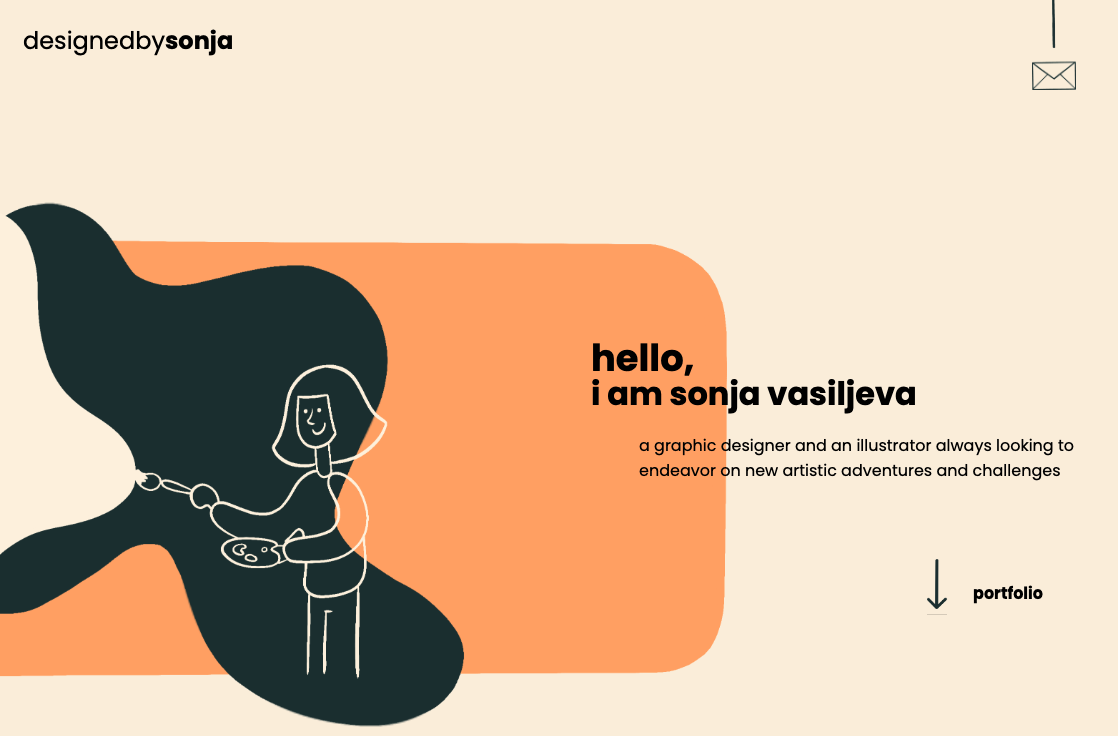 designedbysonja
hello,
i am sonja vasiljeva
a graphic designer and an illustrator always looking to
endeavor on new artistic adventures and challenges
portfolio